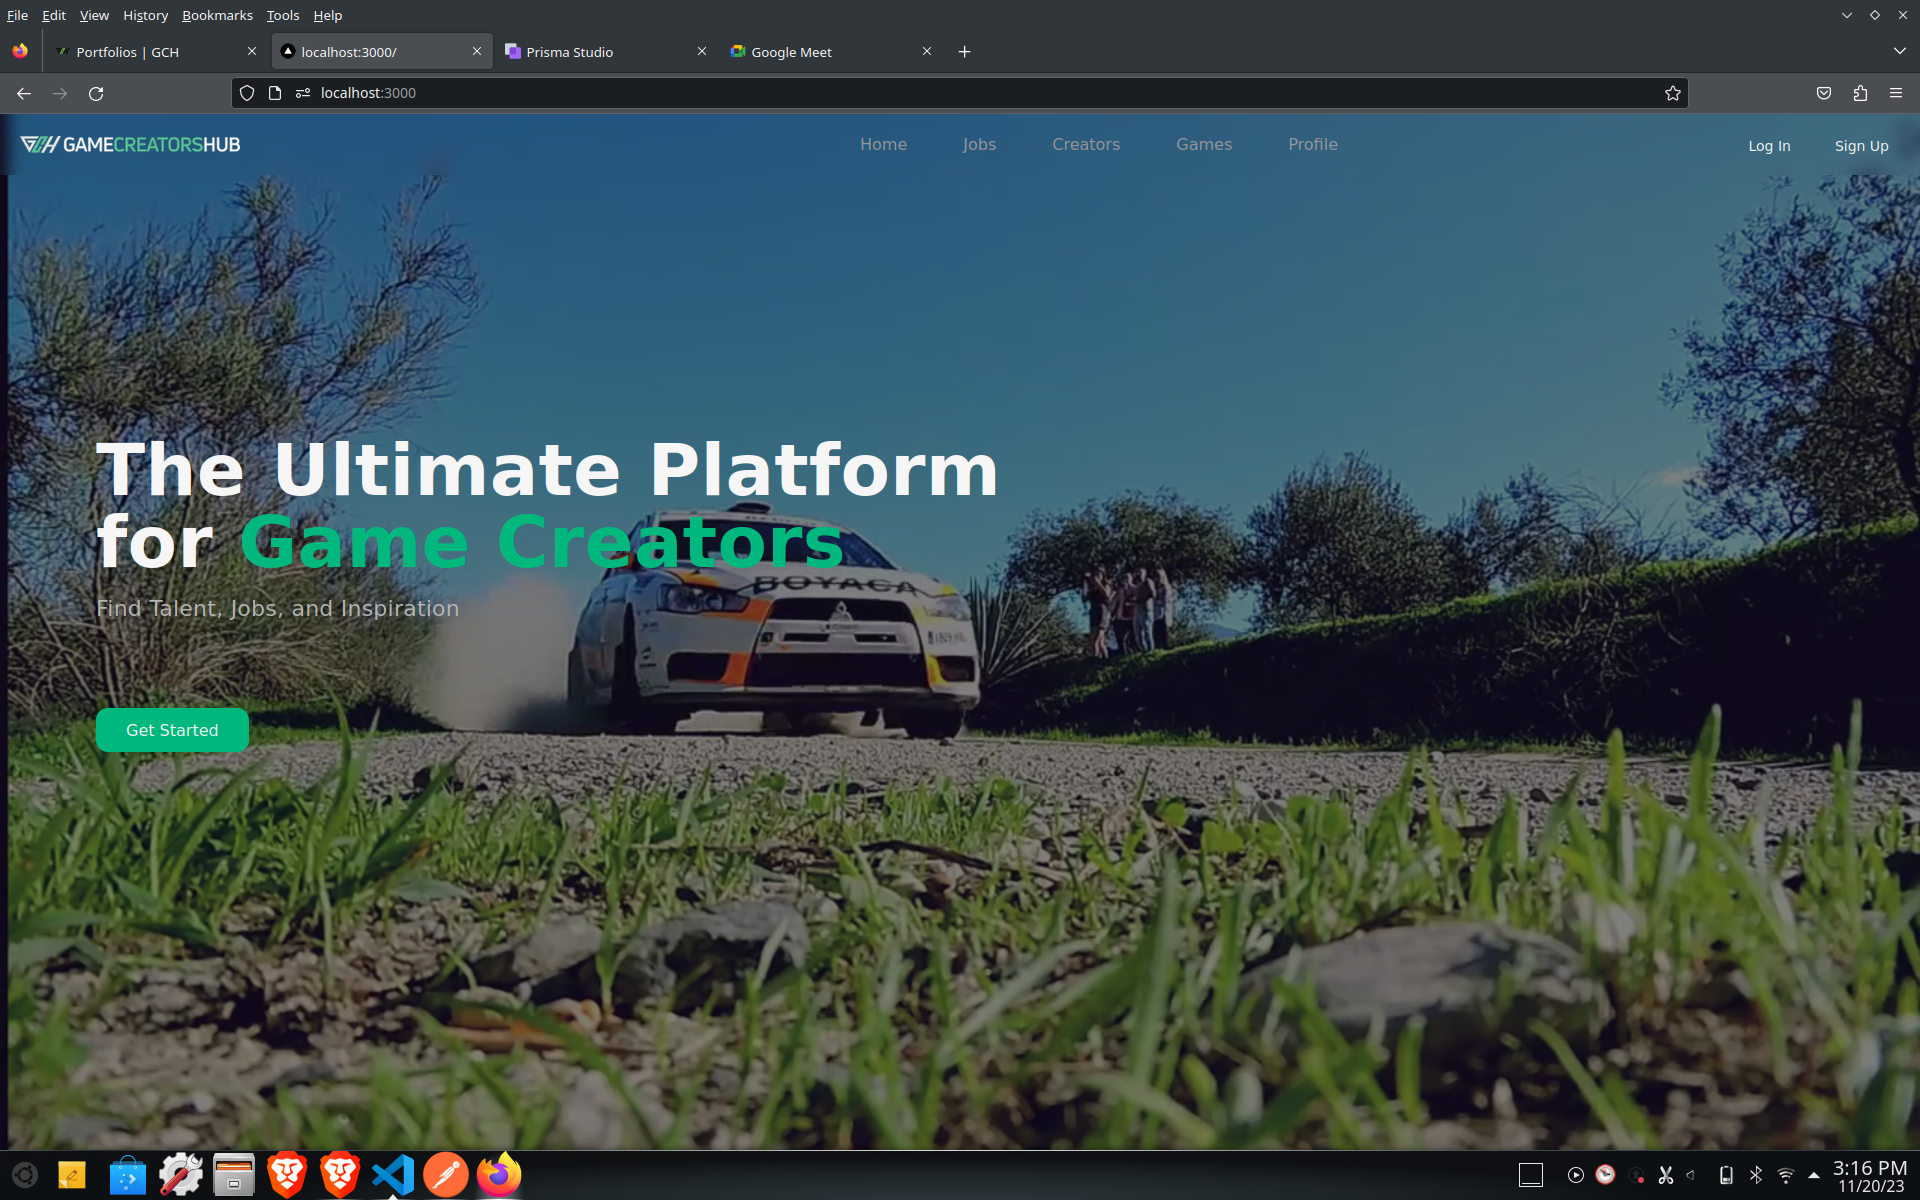 File Edit View History Bookmarks Tools Help
Portfolios | GCH
localhost:3000/
Prisma Studio
Google Meet
localhost:3000
GAMECREATORSHUB
Home Jobs Creators Games Profile
Log In Sign Up
The Ultimate Platform
for Game Creators
BOYACA
Find Talent, Jobs, and Inspiration
Get Started
3:16 PM
11/20/23